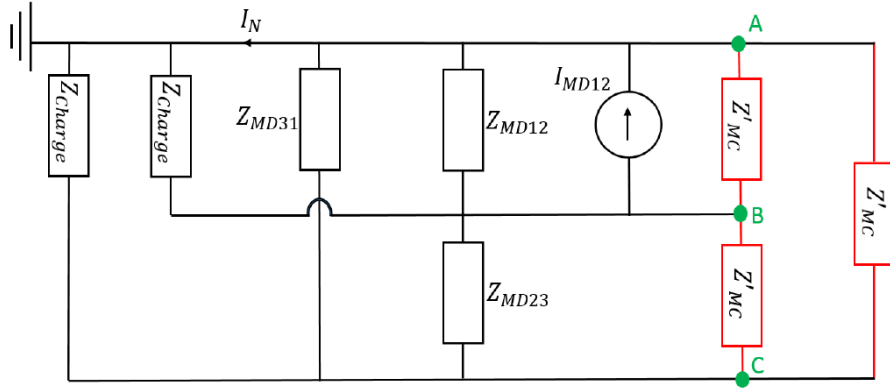 I_N
A
Z_Charge
Z_Charge
Z_MD31
Z_MD12
I_MD12
Z'_MC
Z'_MC
B
Z_MD23
Z'_MC
C